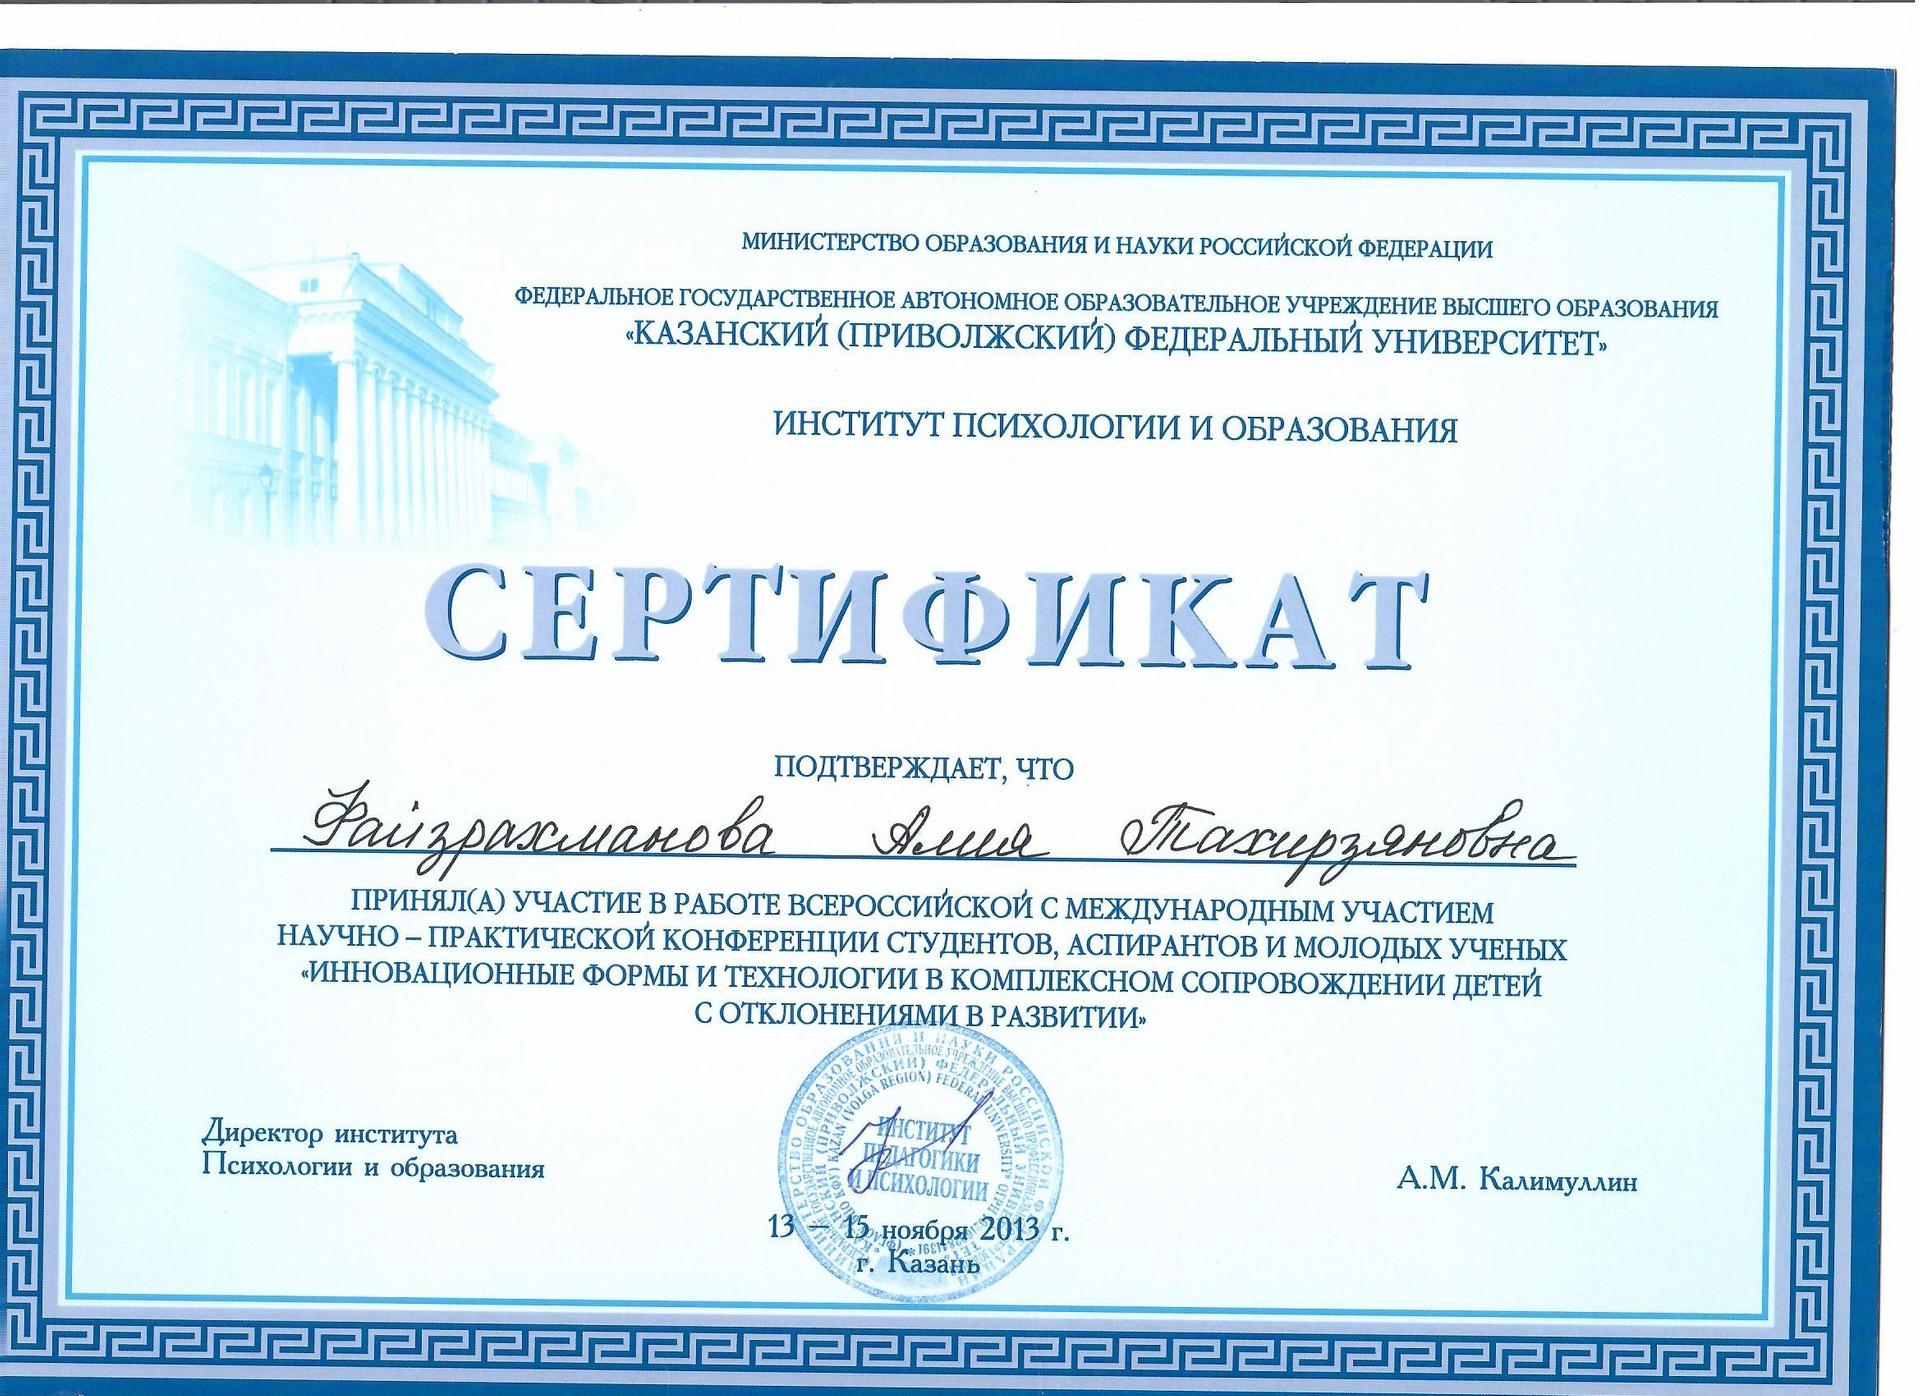 МИНИСТЕРСТВО ОБРАЗОВАНИЯ И НАУКИ РОССИЙСКОЙ ФЕДЕРАЦИИ
ФЕДЕРАЛЬНОЕ ГОСУДАРСТВЕННОЕ АВТОНОМНОЕ ОБРАЗОВАТЕЛЬНОЕ УЧРЕЖДЕНИЕ ВЫСШЕГО ОБРАЗОВАНИЯ
«КАЗАНСКИЙ (ПРИВОЛЖСКИЙ) ФЕДЕРАЛЬНЫЙ УНИВЕРСИТЕТ»
ИНСТИТУТ ПСИХОЛОГИИ И ОБРАЗОВАНИЯ
СЕРТИФИКАТ
ПОДТВЕРЖДАЕТ, ЧТО
Файзрахманова Алия Тахирзяновна
ПРИНЯЛ(А) УЧАСТИЕ В РАБОТЕ ВСЕРОССИЙСКОЙ С МЕЖДУНАРОДНЫМ УЧАСТИЕМ
НАУЧНО – ПРАКТИЧЕСКОЙ КОНФЕРЕНЦИИ СТУДЕНТОВ, АСПИРАНТОВ И МОЛОДЫХ УЧЕНЫХ
«ИННОВАЦИОННЫЕ ФОРМЫ И ТЕХНОЛОГИИ В КОМПЛЕКСНОМ СОПРОВОЖДЕНИИ ДЕТЕЙ
С ОТКЛОНЕНИЯМИ В РАЗВИТИИ»
Директор института
Психологии и образования
ИНСТИТУТ
ПЕДАГОГИКИ
И ПСИХОЛОГИИ
А.М. Калимуллин
13 – 15 ноября 2013 г.
г. Казань